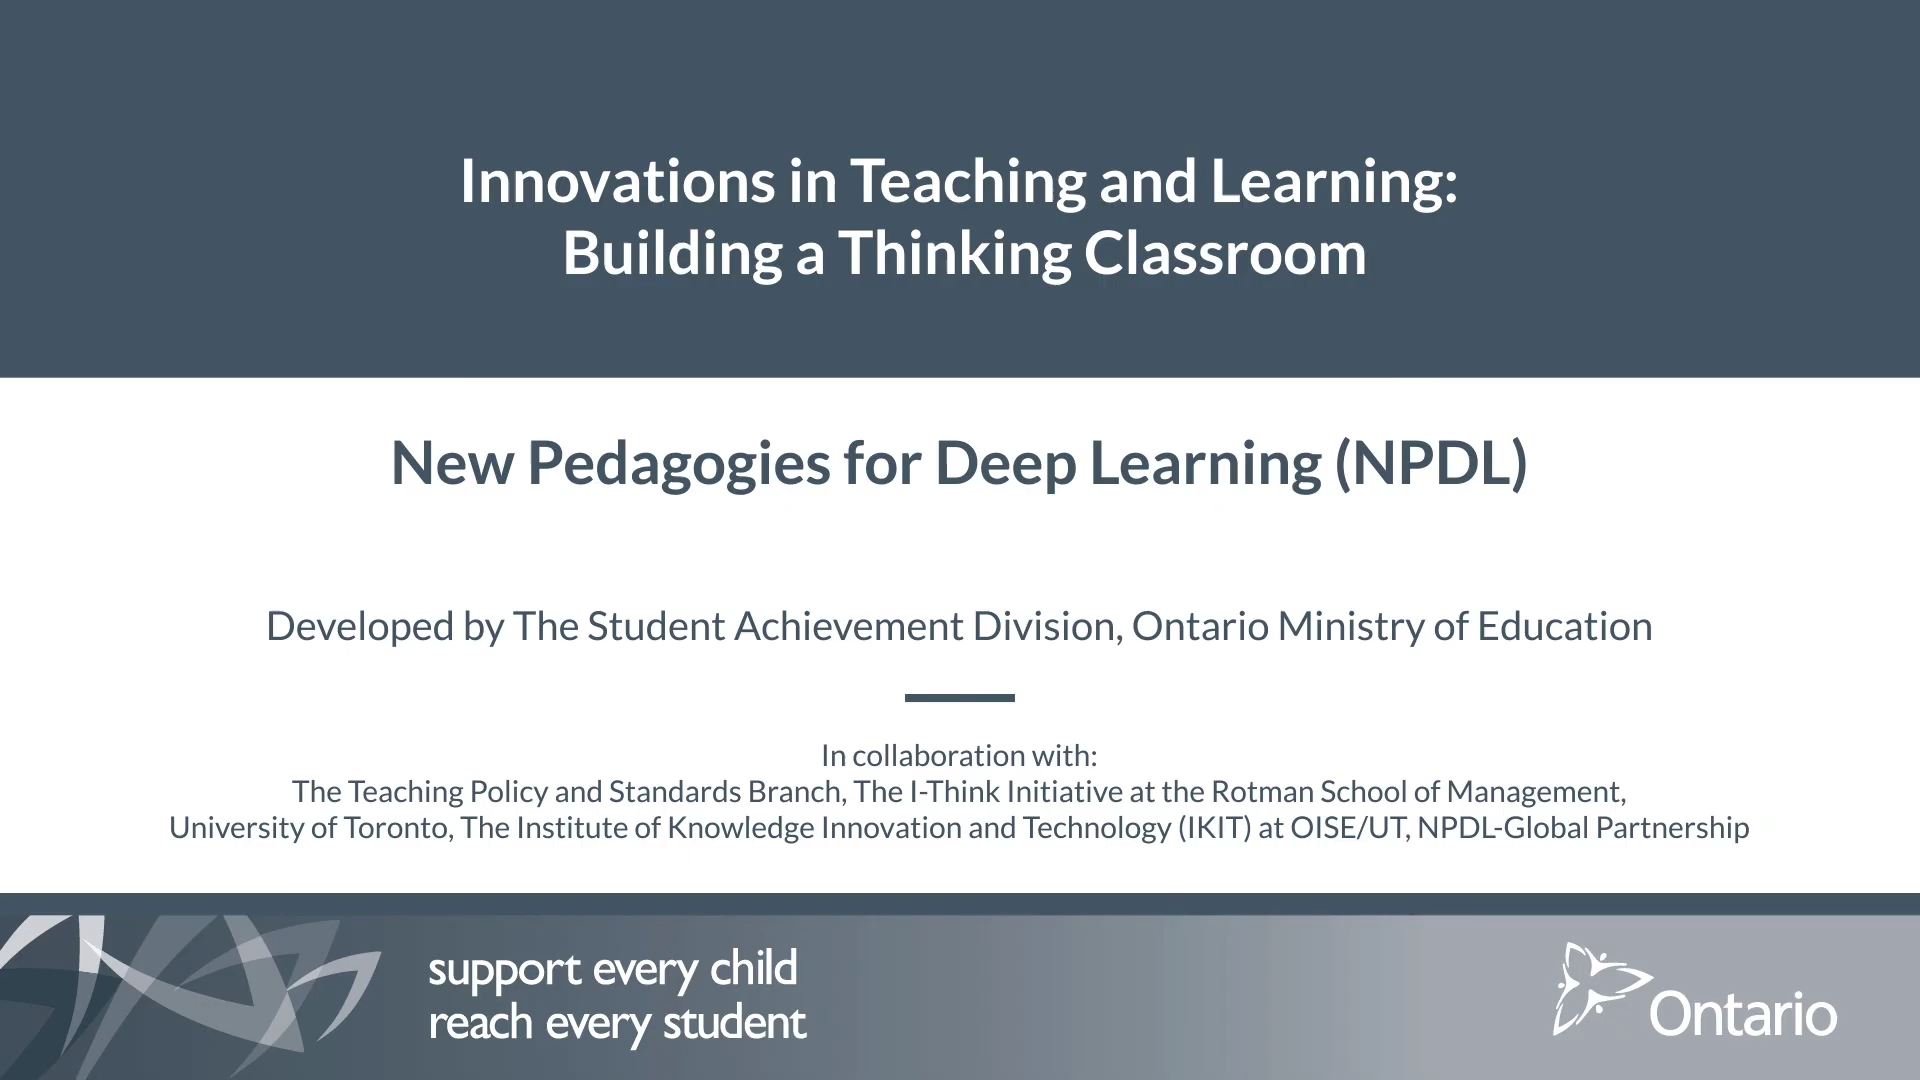 Innovations in Teaching and Learning:
Building a Thinking Classroom
New Pedagogies for Deep Learning (NPDL)
Developed by The Student Achievement Division, Ontario Ministry of Education
In collaboration with:
The Teaching Policy and Standards Branch, The I-Think Initiative at the Rotman School of Management,
University of Toronto, The Institute of Knowledge Innovation and Technology (IKIT) at OISE/UT, NPDL-Global Partnership
support every child
reach every student
Ontario